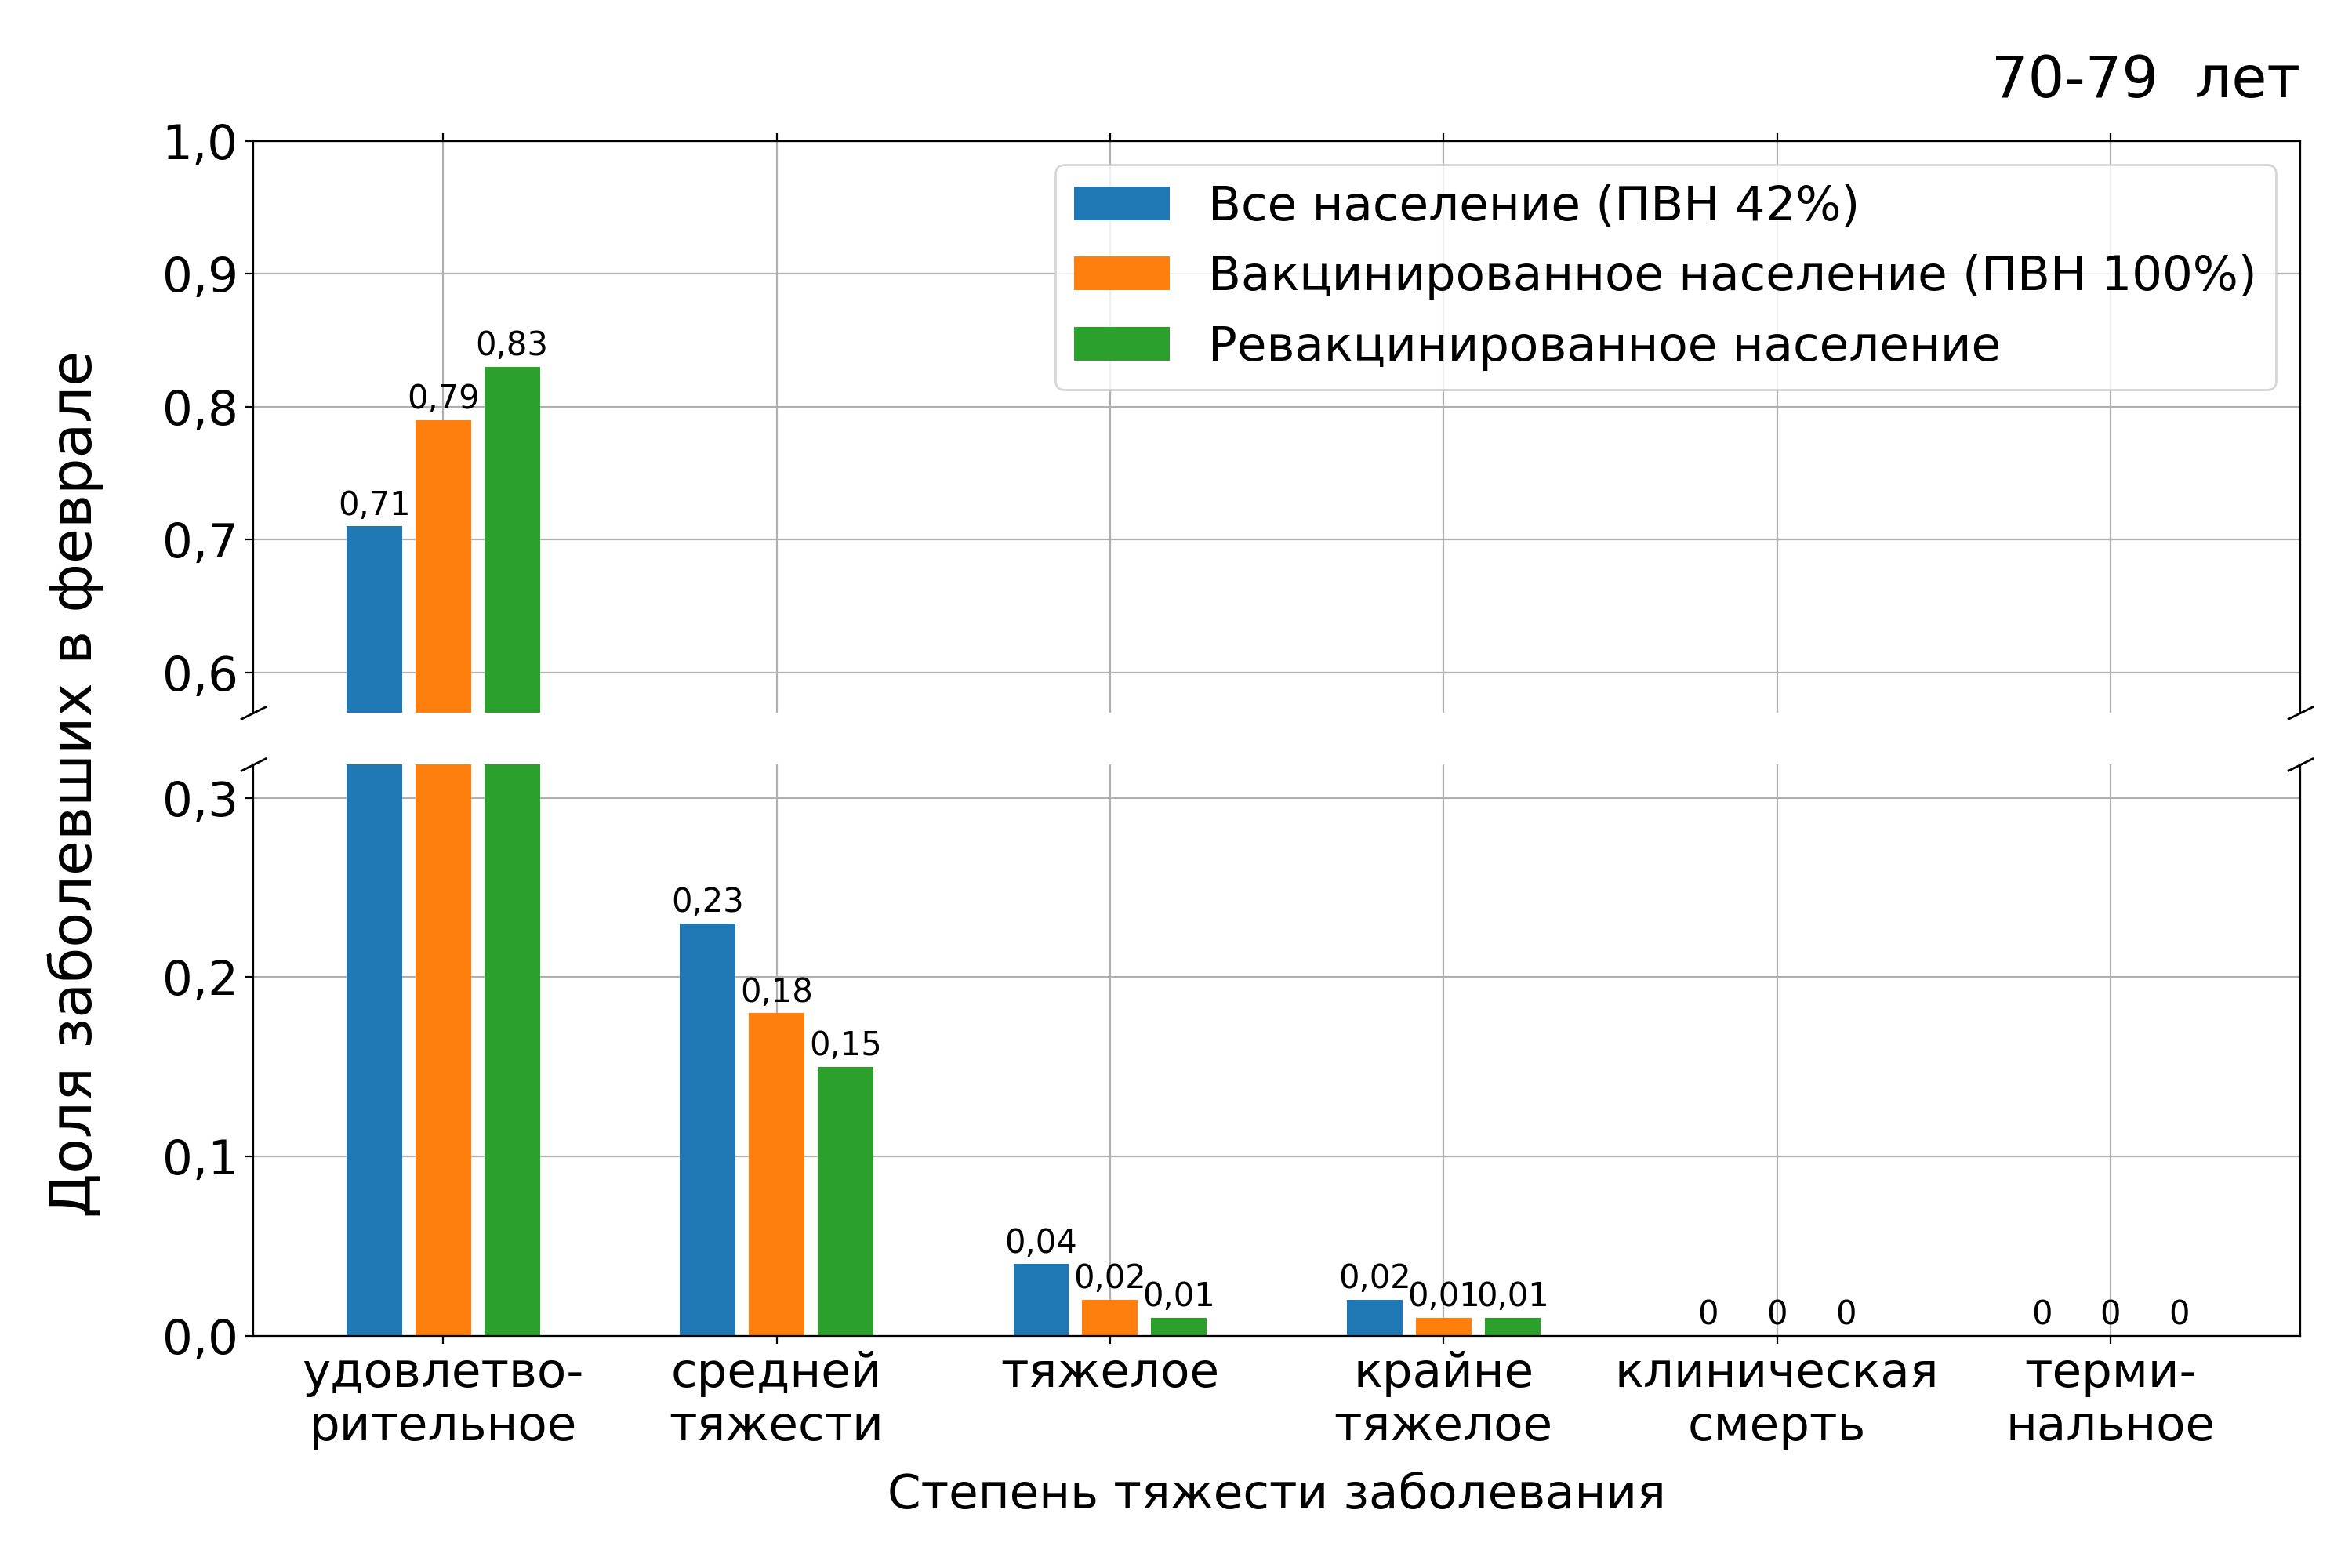 70-79 лет
Доля заболевших в феврале
1,0
0,9
0,8
0,7
0,6
0,3
0,2
0,1
0,0
Все население (ПВН 42%)
Вакцинированное население (ПВН 100%)
Ревакцинированное население
0,71
0,79
0,83
0,23
0,18
0,15
0,04
0,02
0,01
0,02
0,01
0,01
0
0
0
0
0
0
удовлетво-
рительное
средней
тяжести
тяжелое
крайне
тяжелое
клиническая
смерть
терми-
нальное
Степень тяжести заболевания